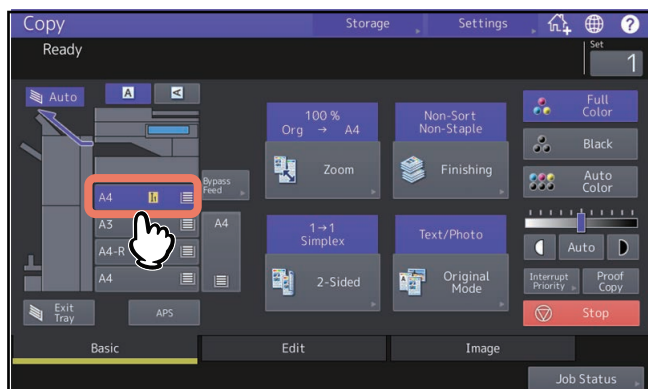 Copy
Storage
Settings
?
Ready
Set
1
Auto
A
A
100 %
Org → A4
Zoom
Non-Sort
Non-Staple
Finishing
Full
Color
Black
Auto
Color
Bypass
Feed
A4
A3
A4
A4-R
A4
1→1
Simplex
2-Sided
Text/Photo
Original
Mode
Auto
Interrupt
Priority
Proof
Copy
Exit
Tray
APS
Stop
Basic
Edit
Image
Job Status